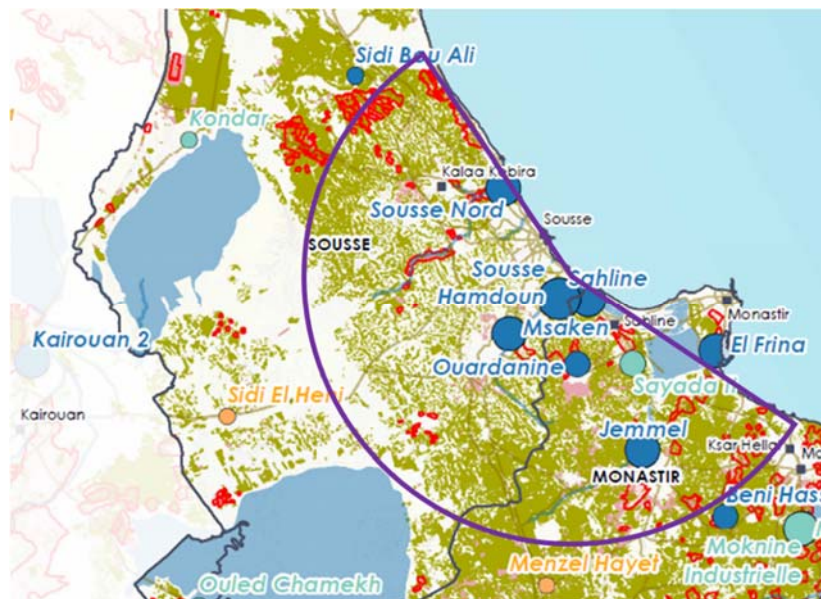 Sidi Bou Ali
Kondar
Kalaa Kebira
Sousse Nord
Sousse
SOUSSE
Sousse
Hamdoun
Sahline
Msaken
Sahline
Monastir
Kairouan 2
Ouardanine
El Frina
Sidi El Heni
Sayada
Kairouan
Jemmel
Ksar Hella
MONASTIR
Beni Hass
Moknine
Industrielle
Menzel Hayet
Ouled Chamekh